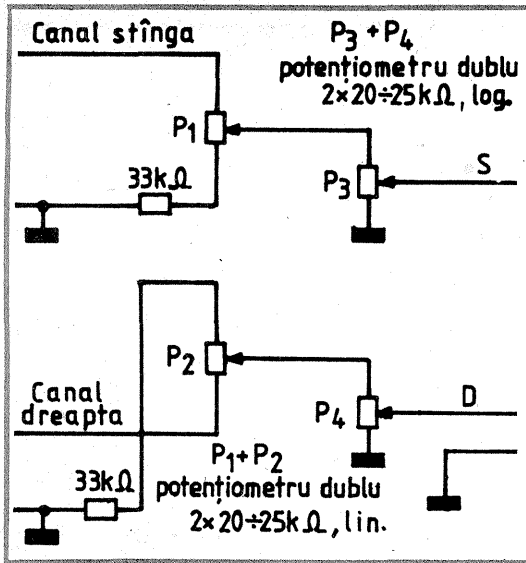 Canal stînga
P3 + P4
potențiometru dublu
2×20÷25kΩ, log.
P1
33kΩ
P3
S
P2
Canal
dreapta
P4
D
33kΩ
P1+P2
potențiometru dublu
2×20÷25kΩ, lin.